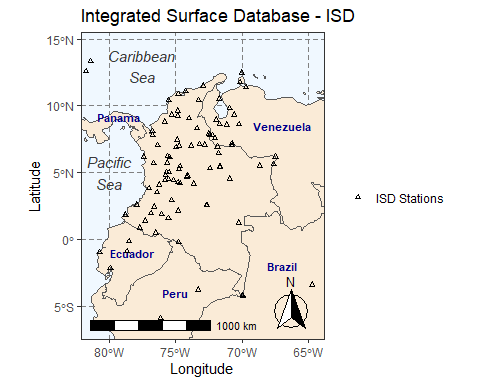 Integrated Surface Database - ISD
15°N
10°N
5°N
0°
5°S
Latitude
Caribbean
Sea
Panama
Venezuela
Pacific
Sea
Ecuador
Brazil
Peru
N
1000 km
80°W
75°W
70°W
65°W
Longitude
ISD Stations